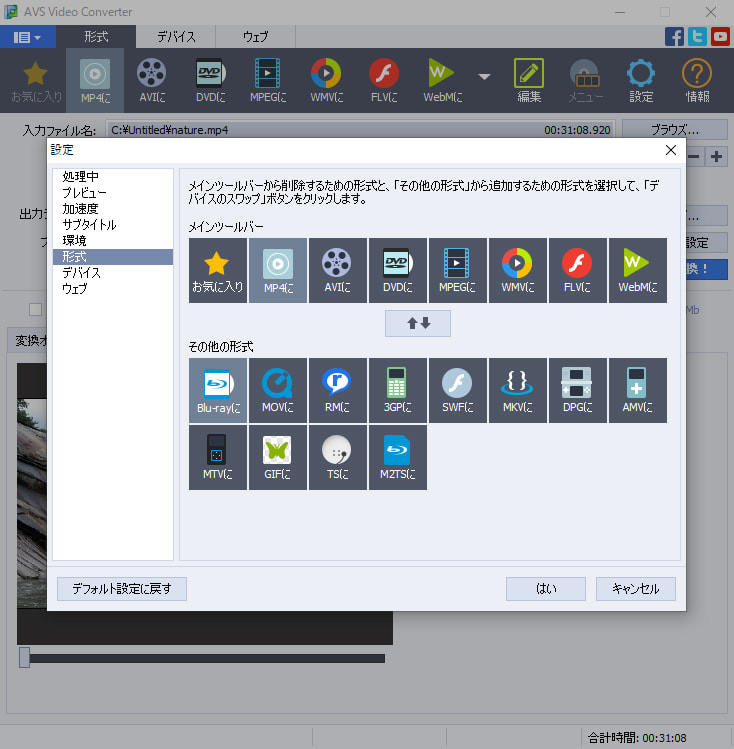 AVS Video Converter
形式 デバイス ウェブ
お気に入り MP4に AVIに DVDに MPEGに WMVに FLVに WebMに 編集 メニュー 設定 情報
入力ファイル名: C:¥Untitled¥nature.mp4 00:31:08.920 ブラウズ...
設定
処理中
プレビュー
加速度
サブタイトル
環境
形式
デバイス
ウェブ
メインツールバーから削除するための形式と、「その他の形式」から追加するための形式を選択して、「デ
バイスのスワップ」ボタンをクリックします。
メインツールバー
お気に入り MP4に AVIに DVDに MPEGに WMVに FLVに WebMに
その他の形式
Blu-rayに MOVに RMに 3GPに SWFに MKVに DPGに AMVに
MTVに GIFに TSに M2TSに
デフォルト設定に戻す はい キャンセル
出力
設定
換！
Mb
変換オ
合計時間: 00:31:08